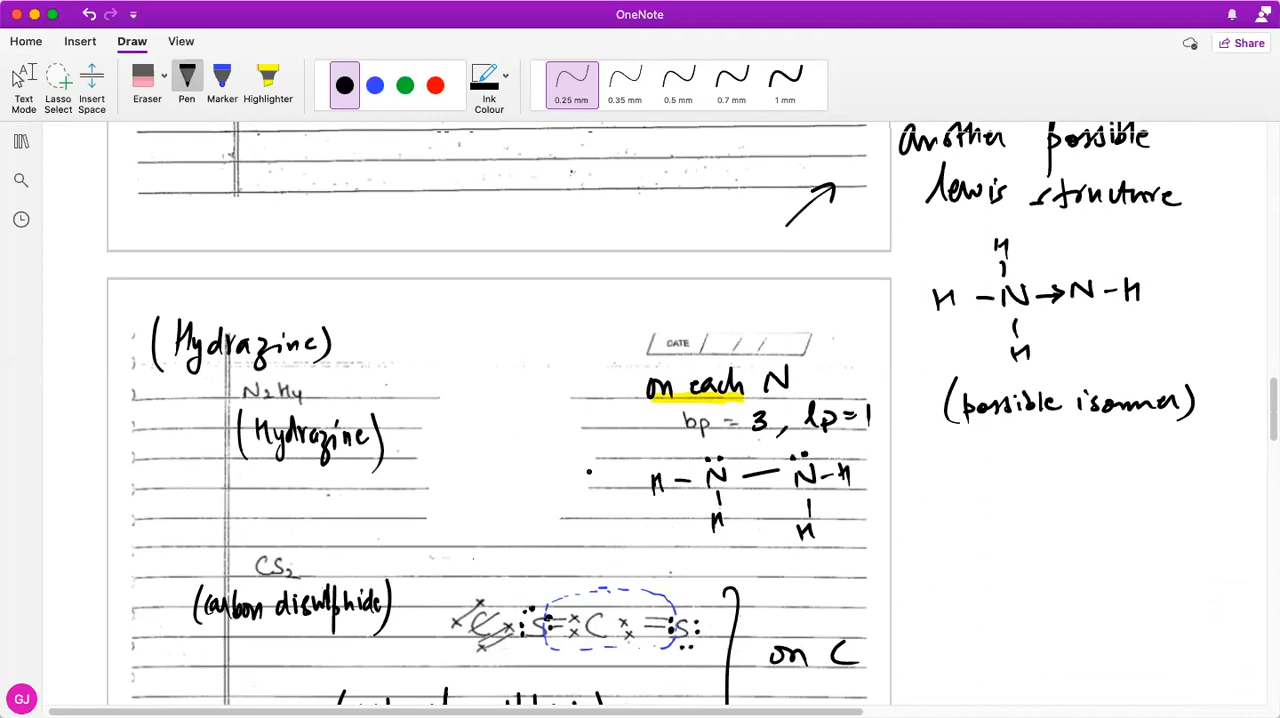 OneNote
Home Insert Draw View
Share
Text Mode
Lasso Select
Insert Space
Eraser
Pen
Marker
Highlighter
Ink Colour
0.25 mm
0.35 mm
0.5 mm
0.7 mm
1 mm
another possible
lewis structure
H
H – N → N – H
H
(possible isomer)
(Hydrazine)
DATE
N2H4
(Hydrazine)
on each N
bp = 3, lp = 1
H – N — N – H
H H
CS2
(carbon disulphide)
C S = C = S
on C
GJ